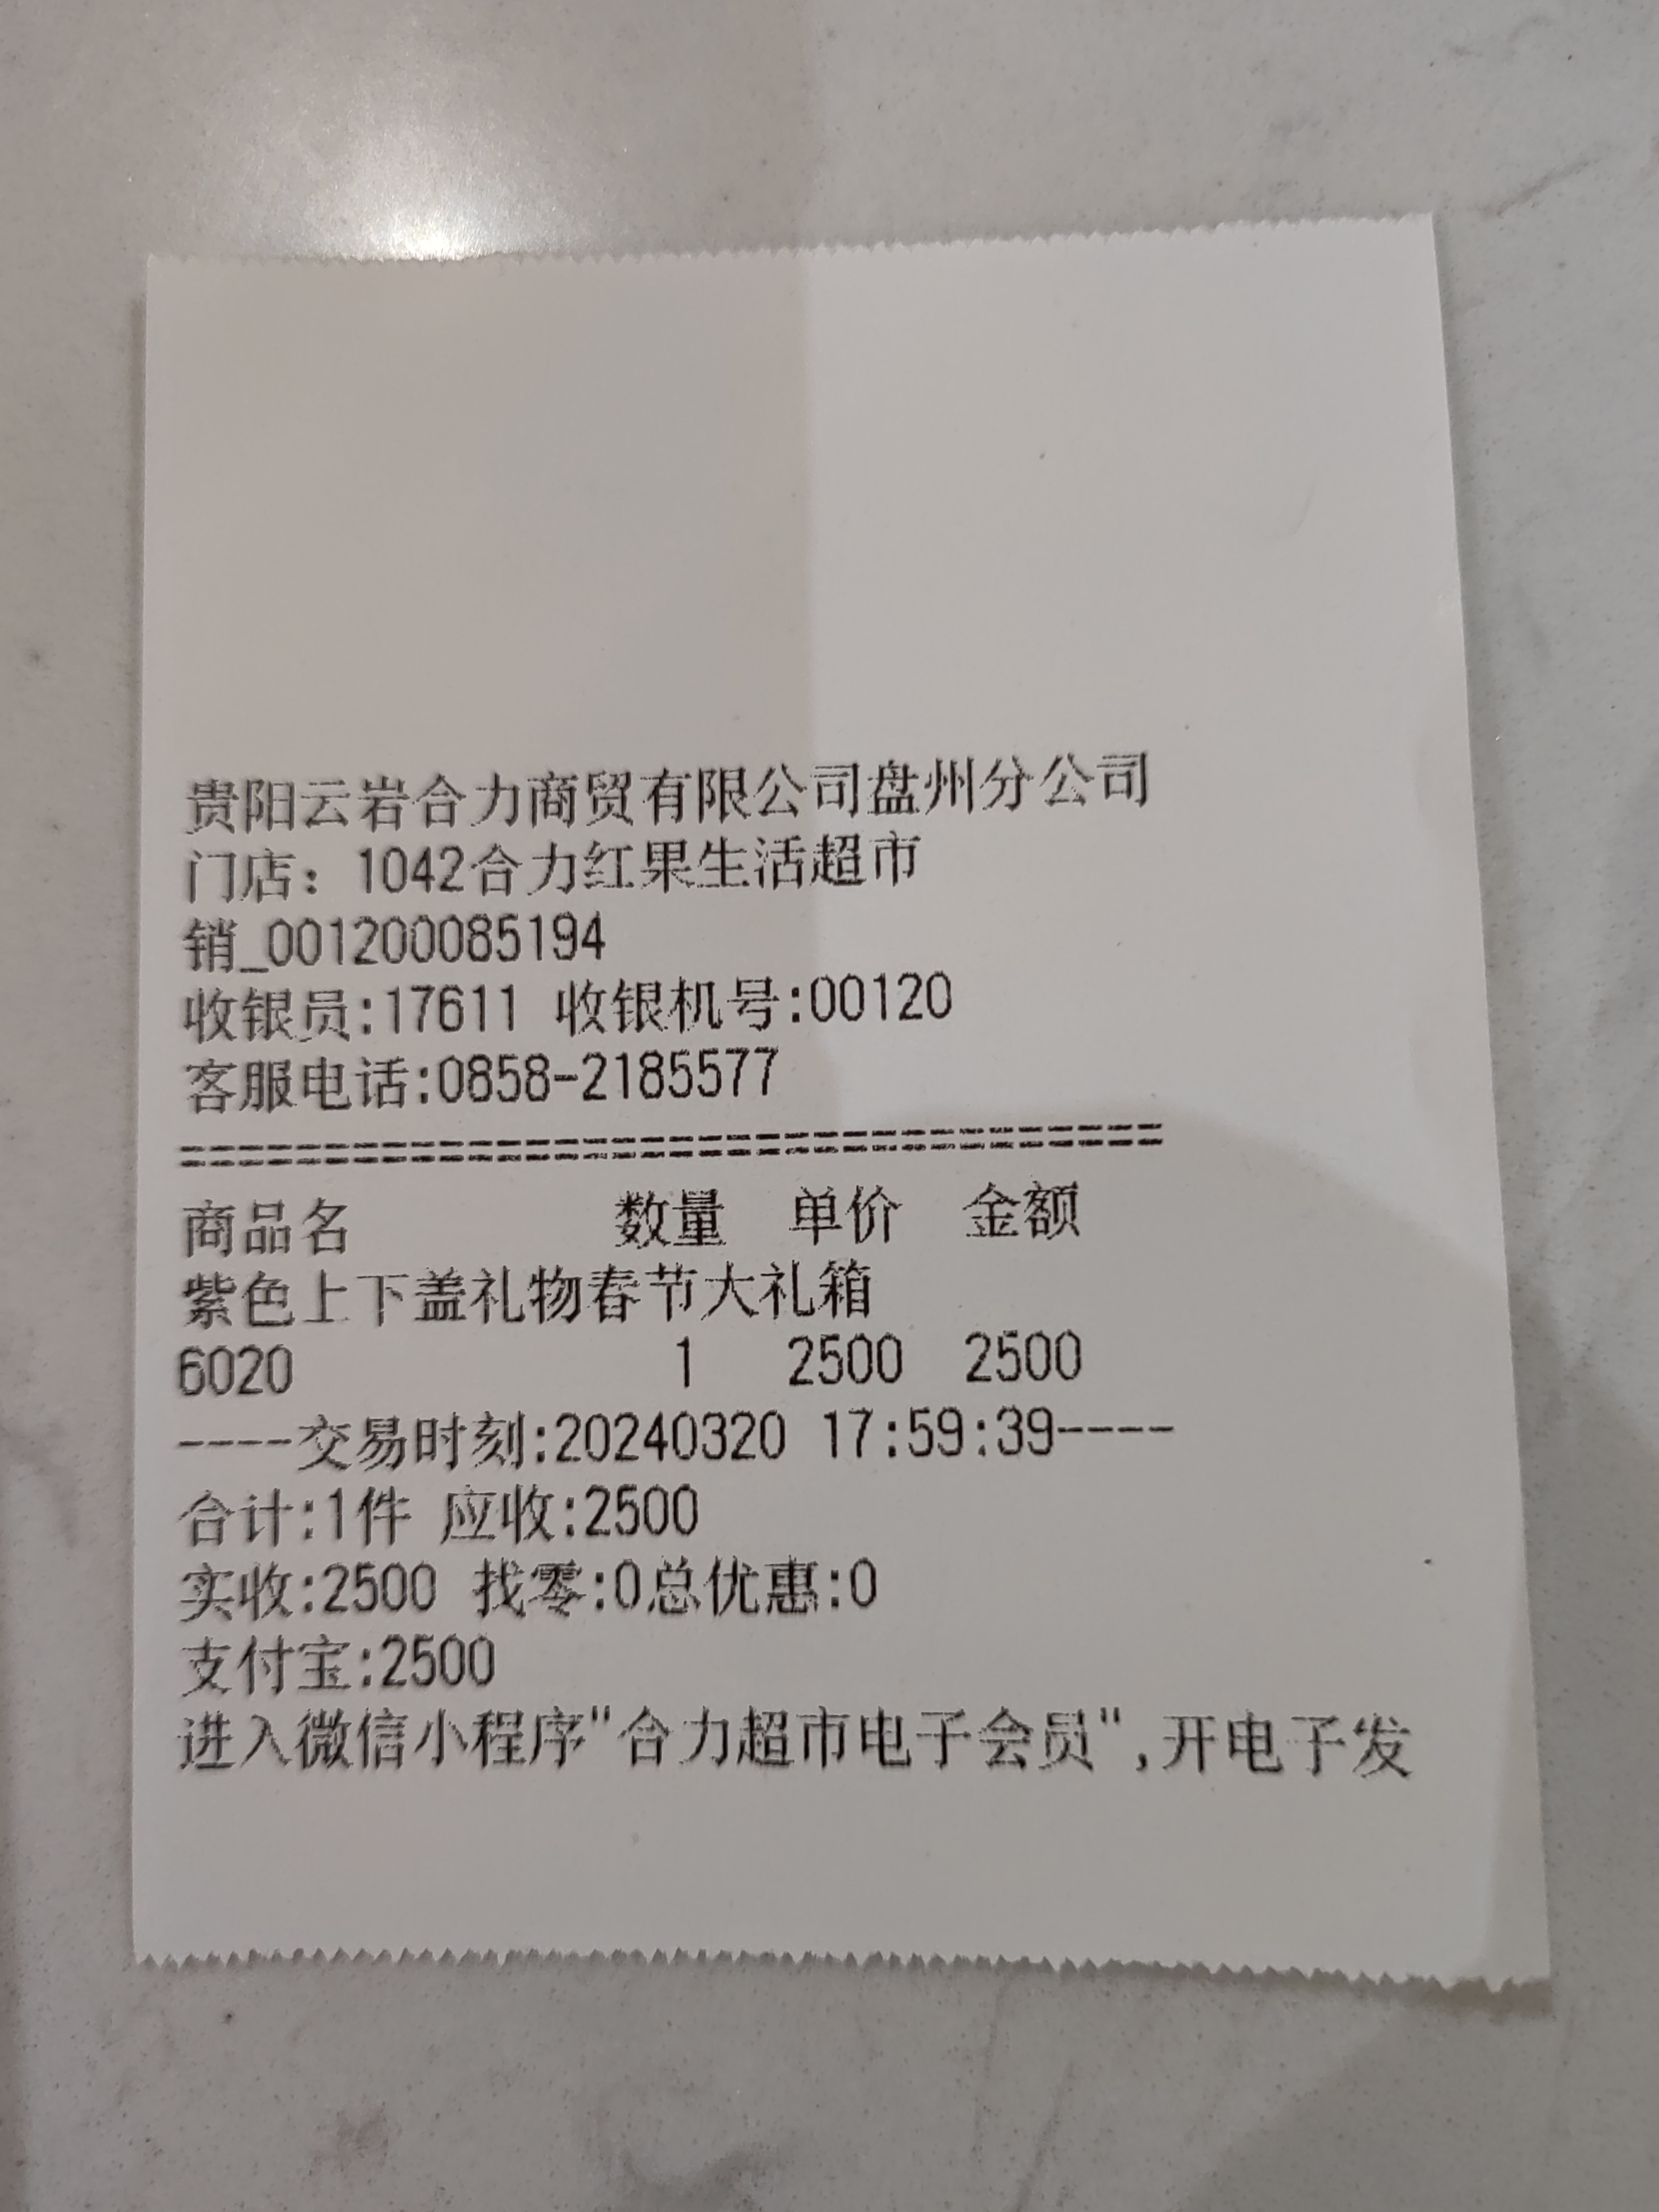 贵阳云岩合力商贸有限公司盘州分公司
门店：1042合力红果生活超市
销_001200085194
收银员:17611 收银机号:00120
客服电话:0858-2185577
==================================
商品名 数量 单价 金额
紫色上下盖礼物春节大礼箱
6020 1 2500 2500
----交易时刻:20240320 17:59:39----
合计:1件 应收:2500
实收:2500 找零:0总优惠:0
支付宝:2500
进入微信小程序"合力超市电子会员",开电子发